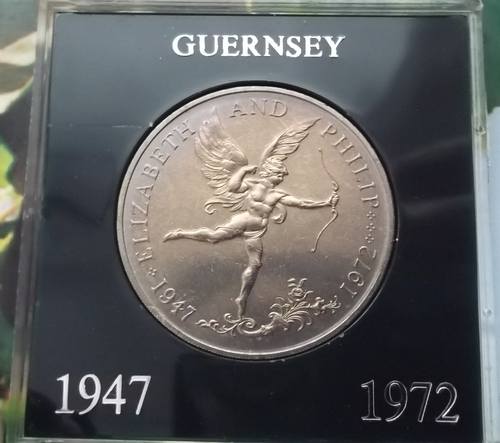 GUERNSEY
ELIZABETH AND PHILIP
1947 1972
1947 1972